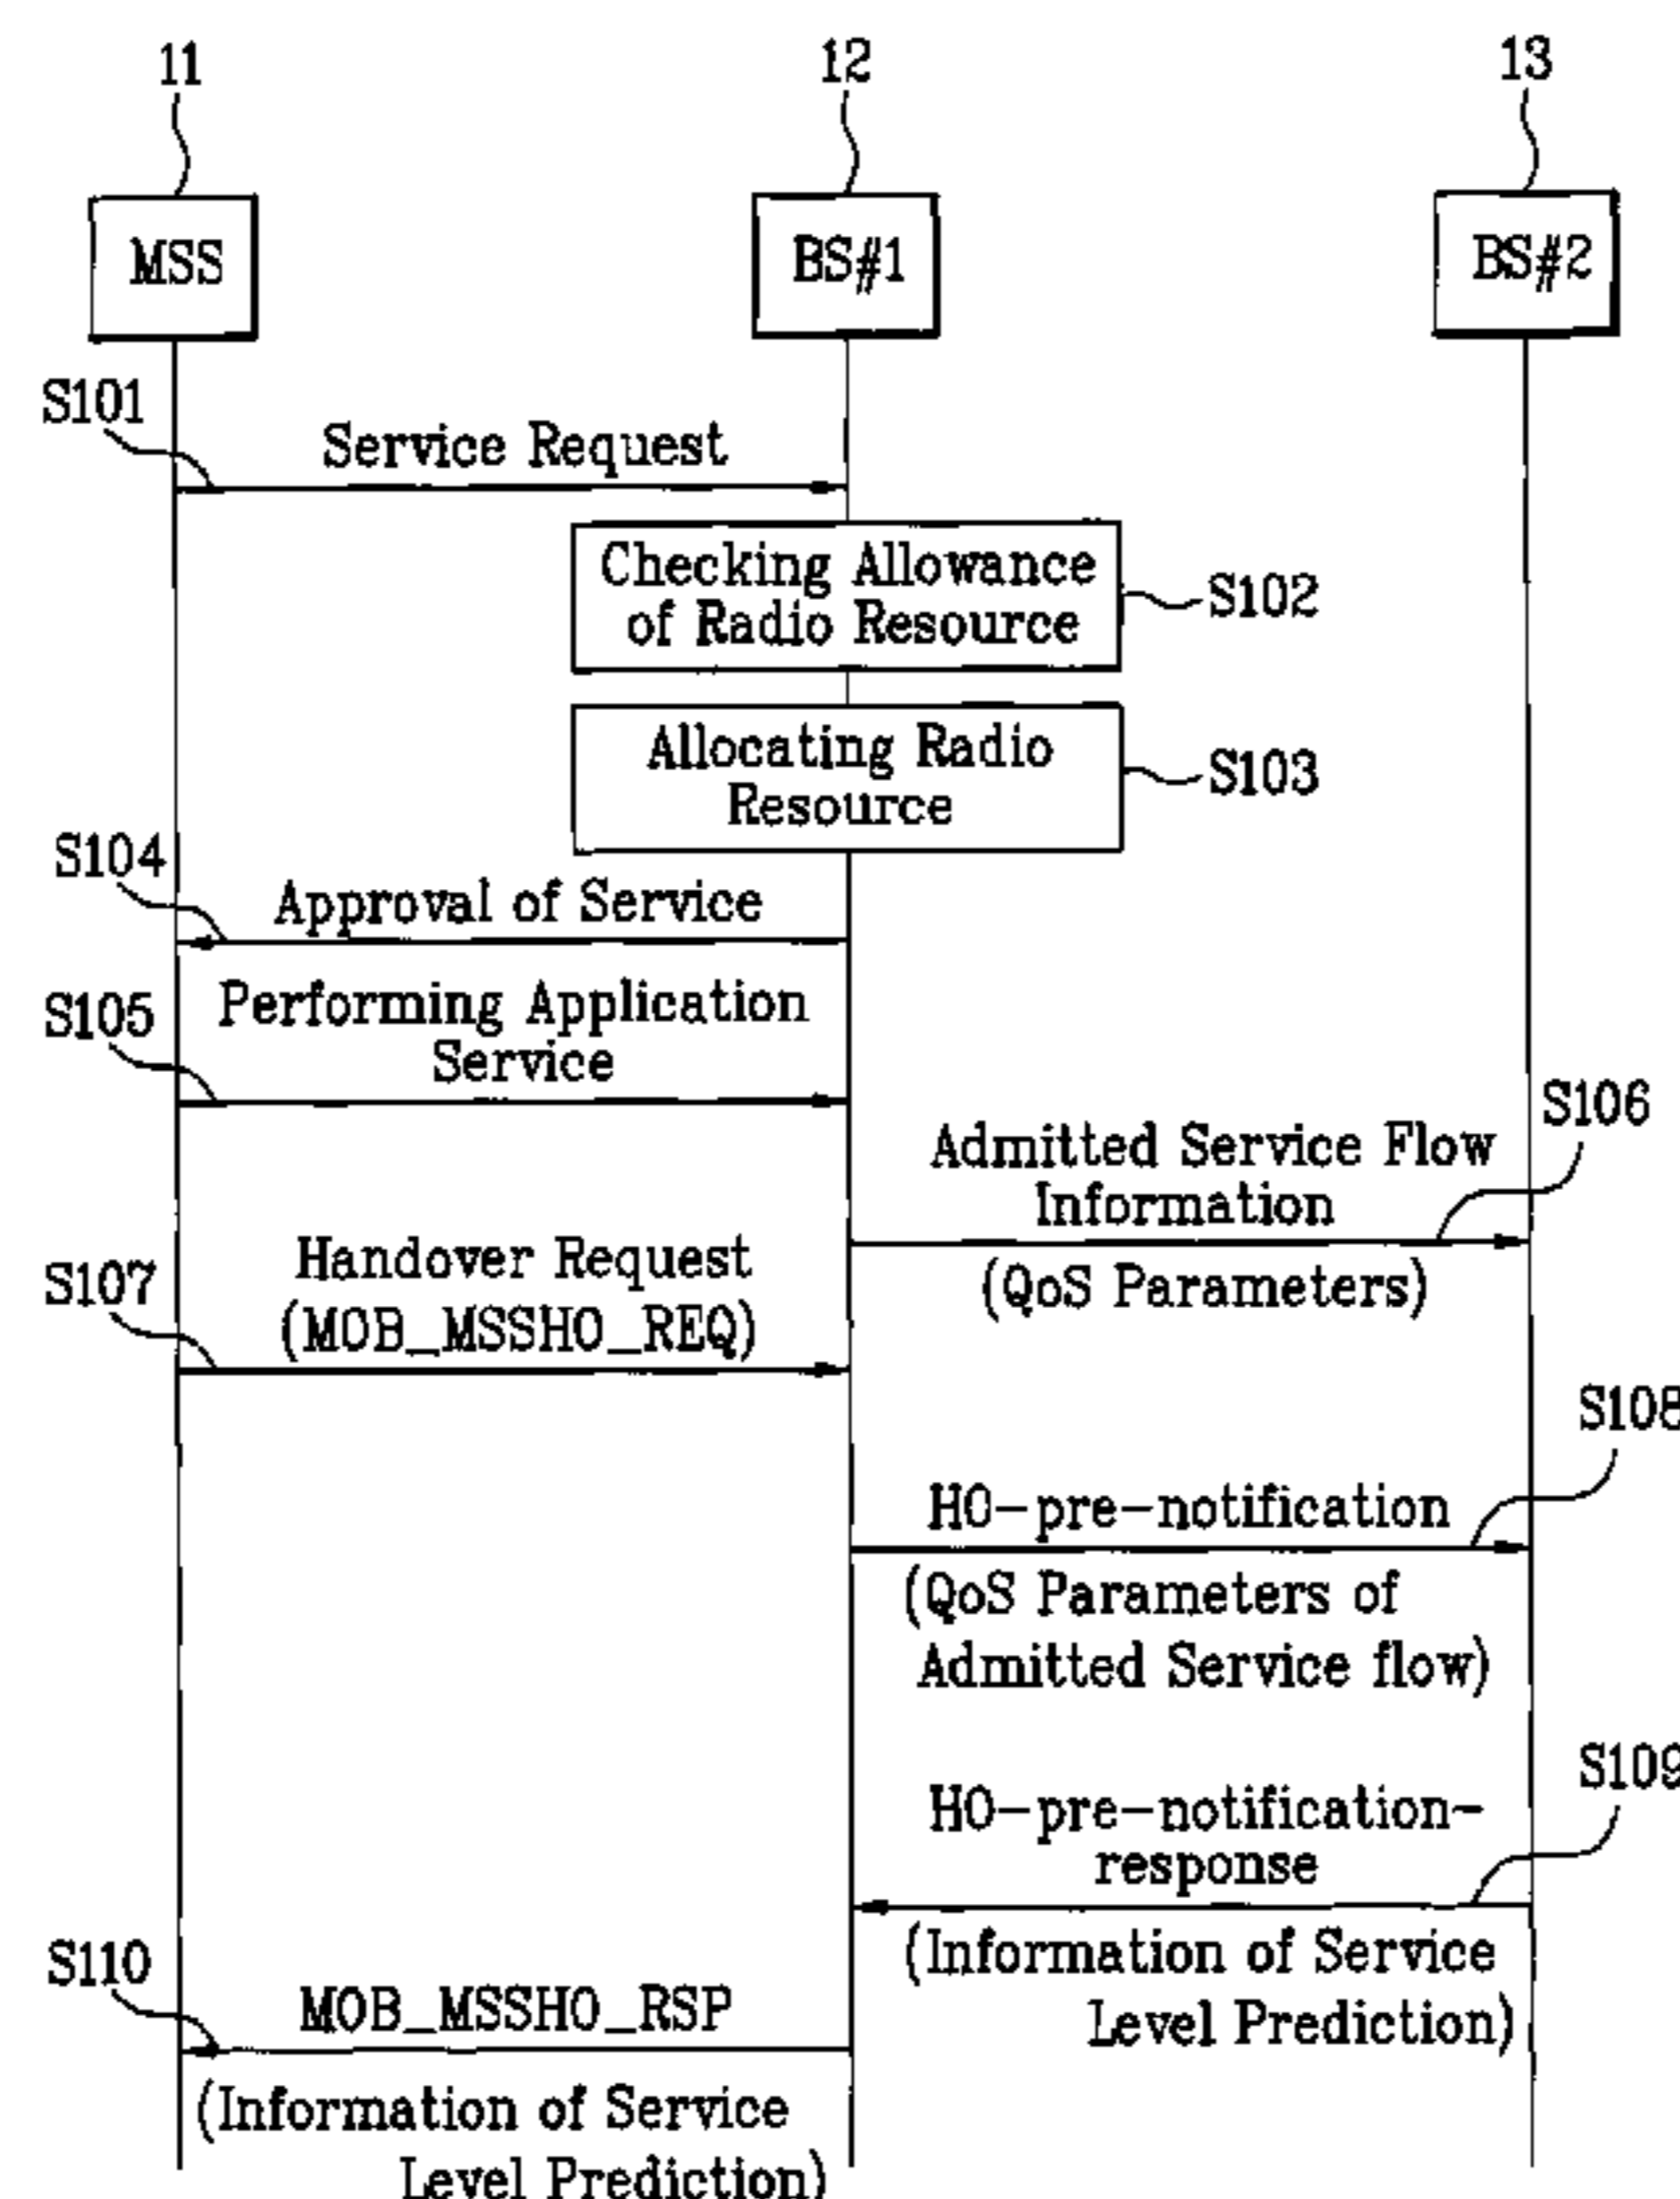 11
12
13
MSS
BS#1
BS#2
S101
Service Request
Checking Allowance
of Radio Resource
S102
Allocating Radio
Resource
S103
S104
Approval of Service
S105
Performing Application
Service
S106
Admitted Service Flow
Information
(QoS Parameters)
S107
Handover Request
(MOB_MSSHO_REQ)
S108
HO-pre-notification
(QoS Parameters of
Admitted Service flow)
S109
HO-pre-notification-
response
(Information of Service
Level Prediction)
S110
MOB_MSSHO_RSP
(Information of Service
Level Prediction)